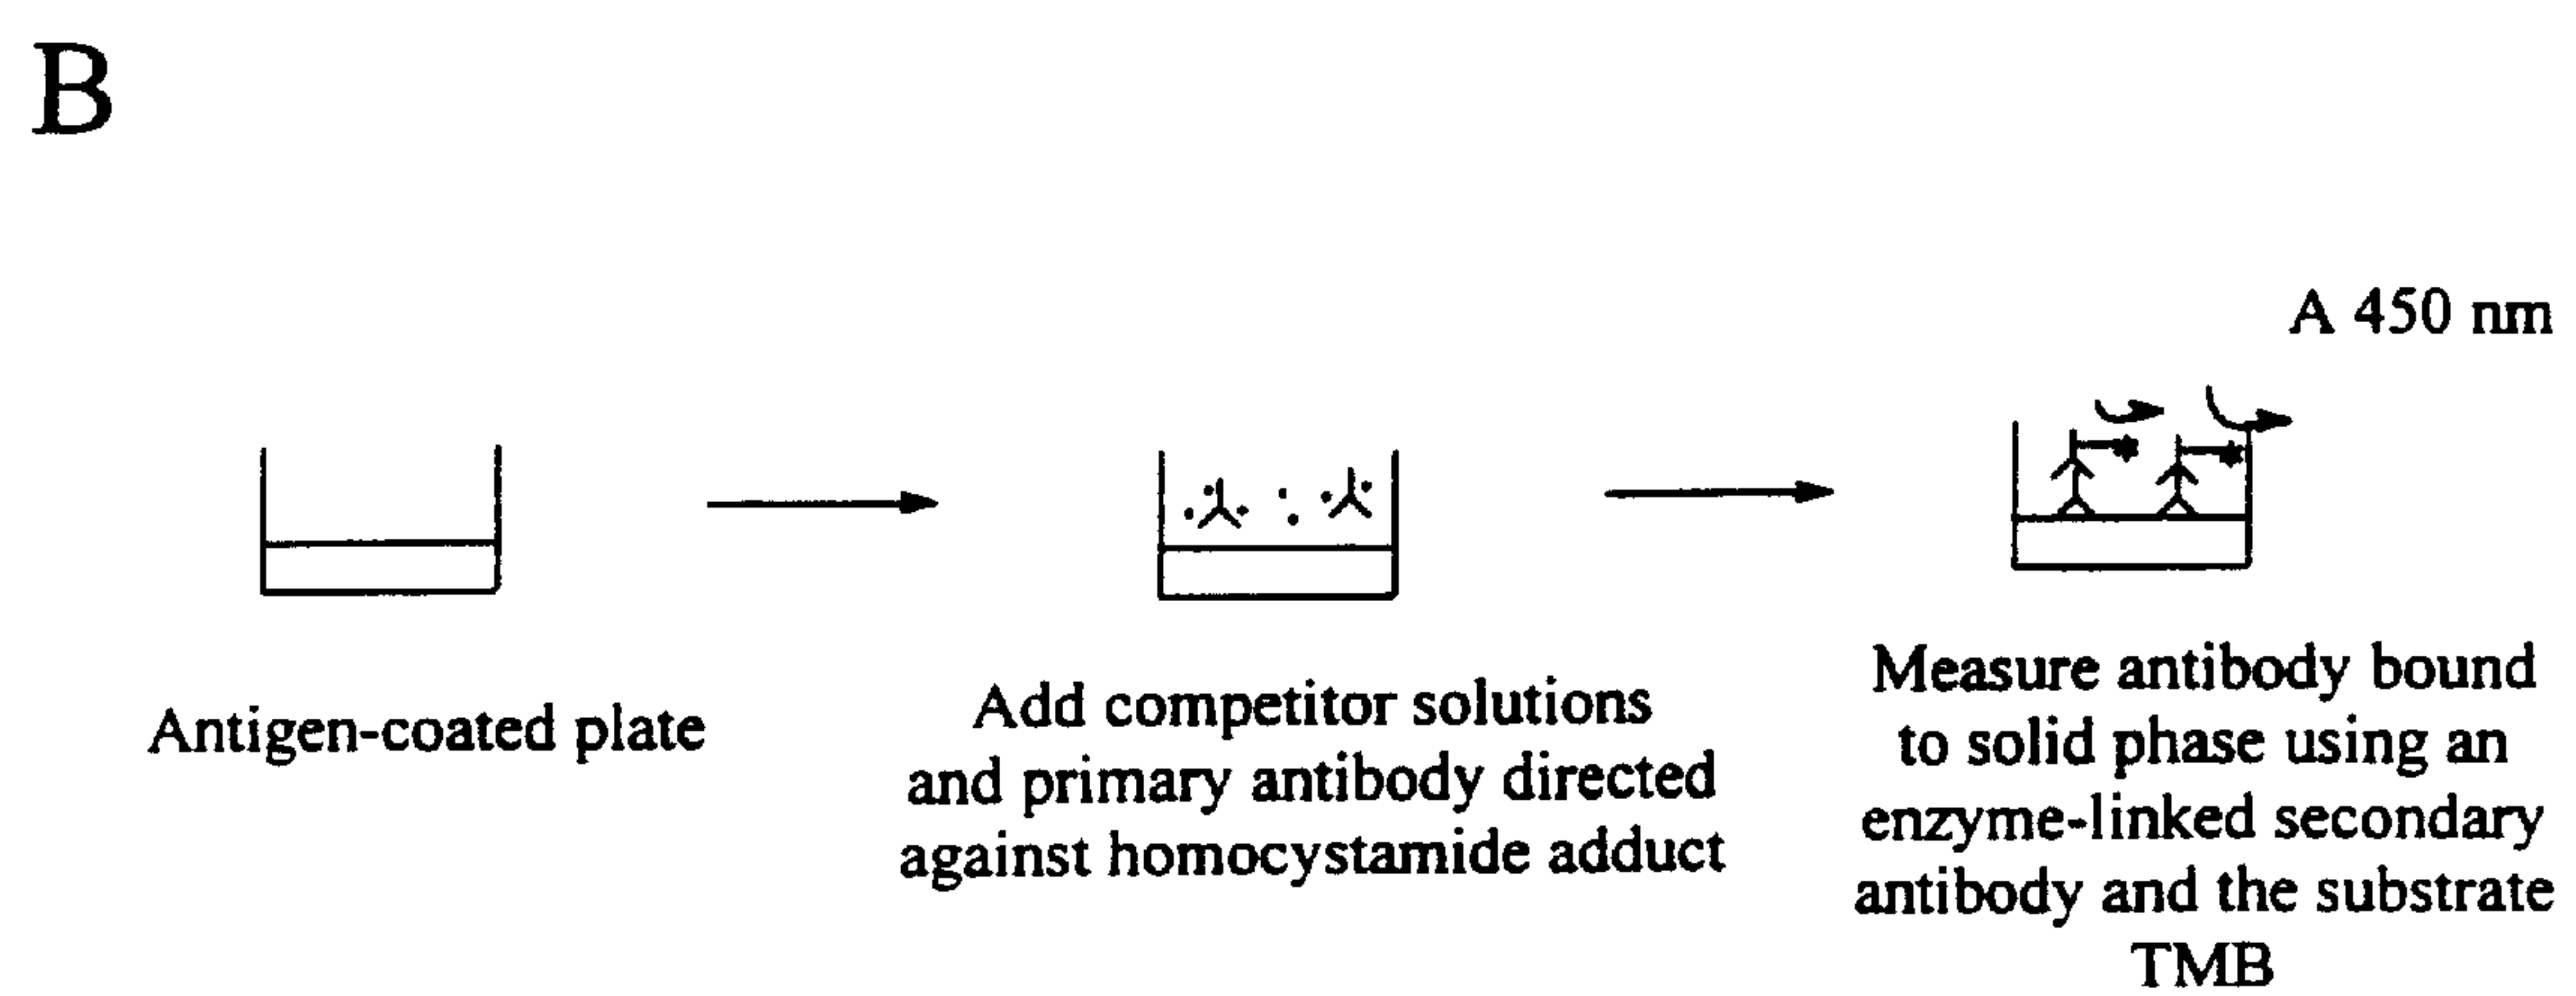 B
A 450 nm
Antigen-coated plate
Add competitor solutions
and primary antibody directed
against homocystamide adduct
Measure antibody bound
to solid phase using an
enzyme-linked secondary
antibody and the substrate
TMB